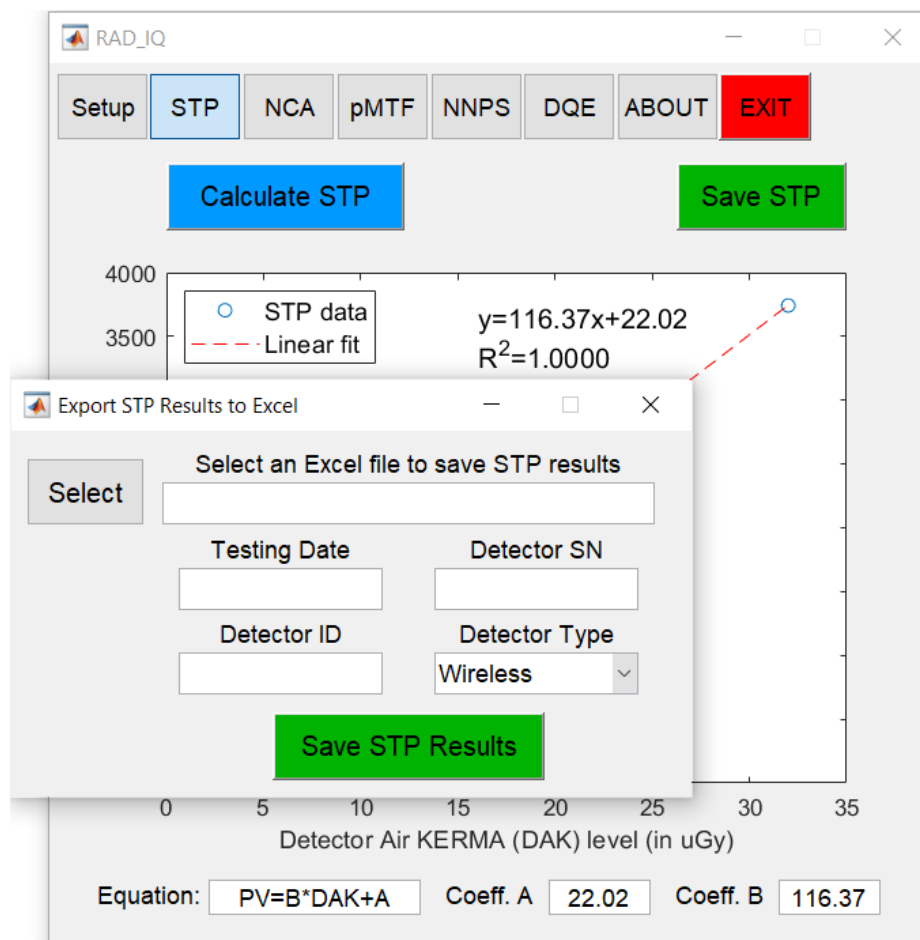 RAD_IQ
Setup STP NCA pMTF NNPS DQE ABOUT EXIT
Calculate STP Save STP
4000
3500
STP data
Linear fit
y=116.37x+22.02
R²=1.0000
Export STP Results to Excel
Select an Excel file to save STP results
Select
Testing Date Detector SN
Detector ID Detector Type
Wireless
Save STP Results
0 5 10 15 20 25 30 35
Detector Air KERMA (DAK) level (in uGy)
Equation: PV=B*DAK+A Coeff. A 22.02 Coeff. B 116.37